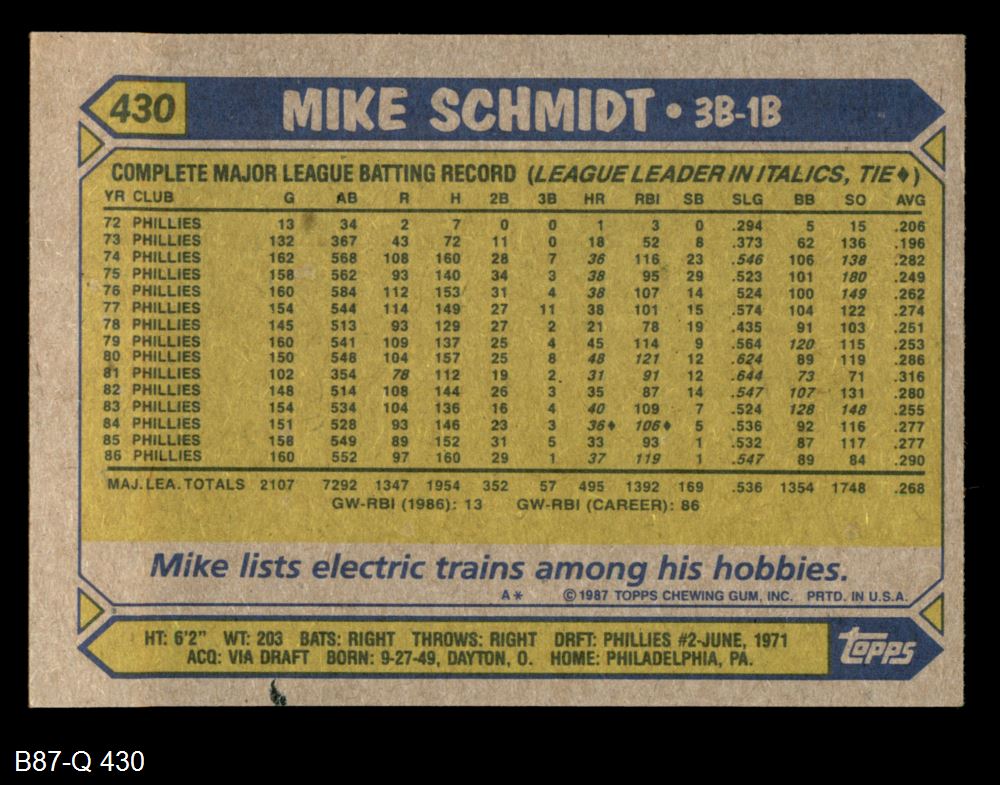 430 MIKE SCHMIDT • 3B-1B
COMPLETE MAJOR LEAGUE BATTING RECORD (LEAGUE LEADER IN ITALICS, TIE♦)
YR CLUB G AB R H 2B 3B HR RBI SB SLG BB SO AVG
72 PHILLIES 13 34 2 7 0 0 1 3 0 .294 5 15 .206
73 PHILLIES 132 367 43 72 11 0 18 52 8 .373 62 136 .196
74 PHILLIES 162 568 108 160 28 7 36 116 23 .546 106 138 .282
75 PHILLIES 158 562 93 140 34 3 38 95 29 .523 101 180 .249
76 PHILLIES 160 584 112 153 31 4 38 107 14 .524 100 149 .262
77 PHILLIES 154 544 114 149 27 11 38 101 15 .574 104 122 .274
78 PHILLIES 145 513 93 129 27 2 21 78 19 .435 91 103 .251
79 PHILLIES 160 541 109 137 25 4 45 114 9 .564 120 115 .253
80 PHILLIES 150 548 104 157 25 8 48 121 12 .624 89 119 .286
81 PHILLIES 102 354 78 112 19 2 31 91 12 .644 73 71 .316
82 PHILLIES 148 514 108 144 26 3 35 87 14 .547 107 131 .280
83 PHILLIES 154 534 104 136 16 4 40 109 7 .524 128 148 .255
84 PHILLIES 151 528 93 146 23 3 36♦ 106♦ 5 .536 92 116 .277
85 PHILLIES 158 549 89 152 31 5 33 93 1 .532 87 117 .277
86 PHILLIES 160 552 97 160 29 1 37 119 1 .547 89 84 .290
MAJ. LEA. TOTALS 2107 7292 1347 1954 352 57 495 1392 169 .536 1354 1748 .268
GW-RBI (1986): 13 GW-RBI (CAREER): 86
Mike lists electric trains among his hobbies.
A* © 1987 TOPPS CHEWING GUM, INC. PRTD. IN U.S.A.
HT: 6'2" WT: 203 BATS: RIGHT THROWS: RIGHT DRFT: PHILLIES #2-JUNE, 1971
ACQ: VIA DRAFT BORN: 9-27-49, DAYTON, O. HOME: PHILADELPHIA, PA.
topps
B87-Q 430